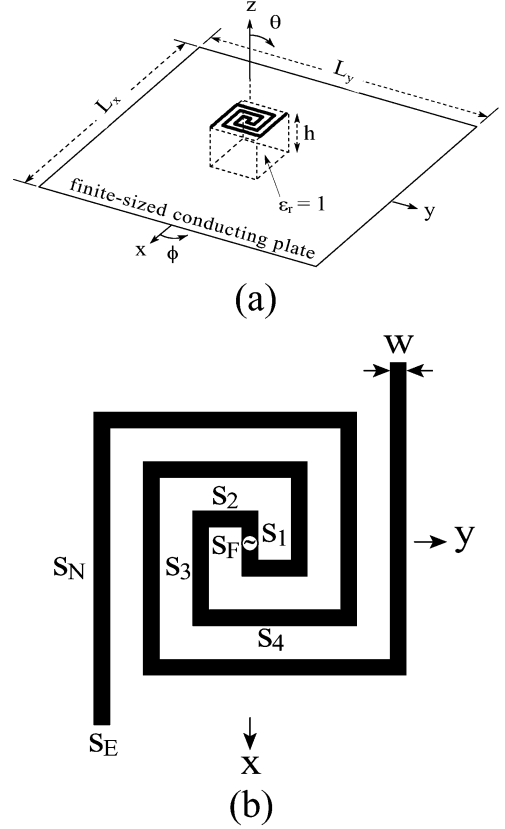 z
θ
Lx
Ly
h
εr = 1
finite-sized conducting plate
y
x
ϕ
(a)
w
s2
s1
sF
~
y
sN
s3
s4
sE
x
(b)